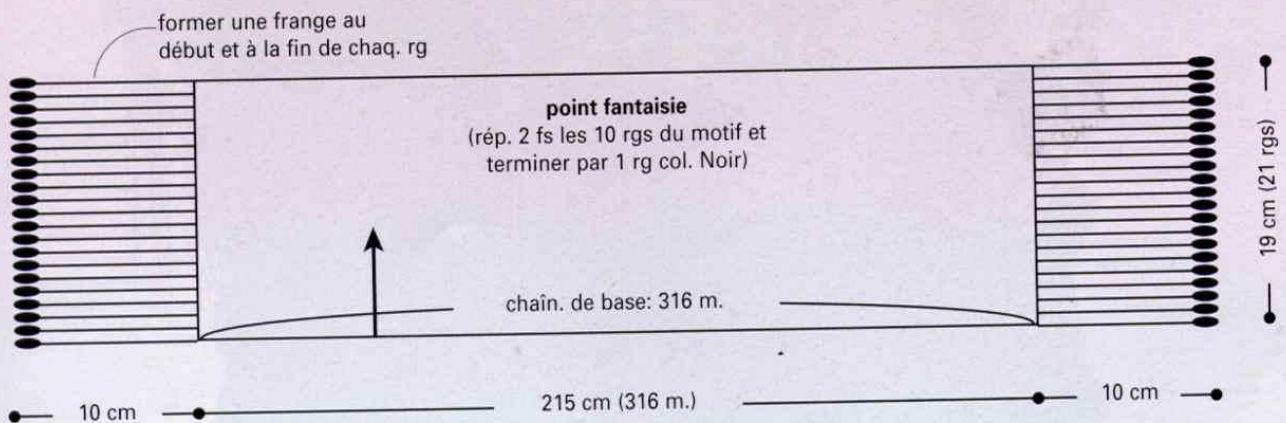 former une frange au
début et à la fin de chaq. rg
point fantaisie
(rép. 2 fs les 10 rgs du motif et
terminer par 1 rg col. Noir)
19 cm (21 rgs)
chaîn. de base: 316 m.
10 cm
215 cm (316 m.)
10 cm